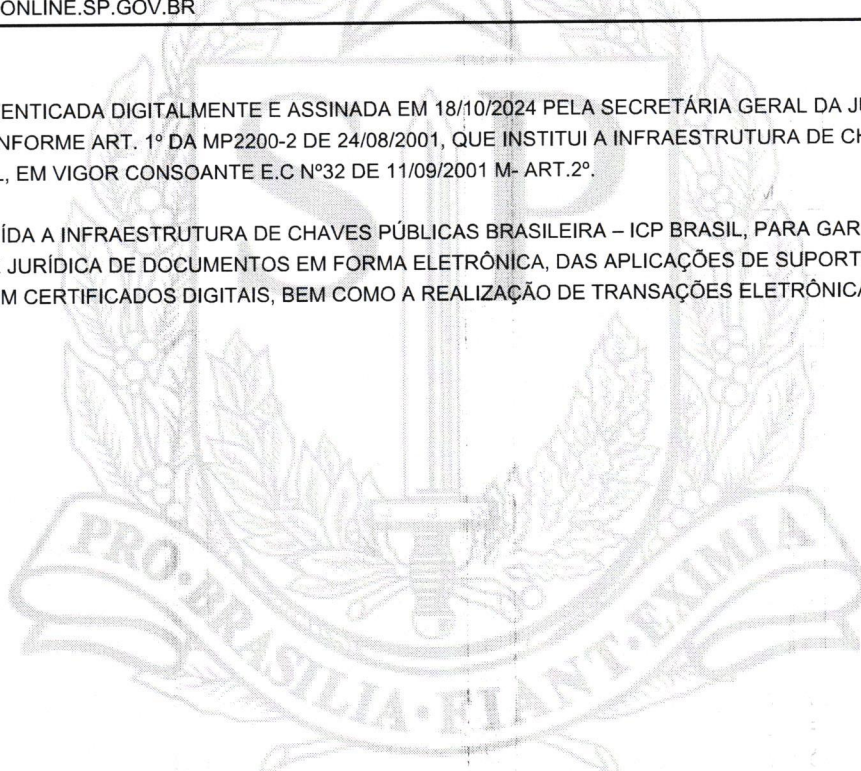 ONLINE.SP.GOV.BR
ENTICADA DIGITALMENTE E ASSINADA EM 18/10/2024 PELA SECRETÁRIA GERAL DA JU
NFORME ART. 1º DA MP2200-2 DE 24/08/2001, QUE INSTITUI A INFRAESTRUTURA DE CH
L, EM VIGOR CONSOANTE E.C Nº32 DE 11/09/2001 M- ART.2º.
ÍDA A INFRAESTRUTURA DE CHAVES PÚBLICAS BRASILEIRA – ICP BRASIL, PARA GAR
JURÍDICA DE DOCUMENTOS EM FORMA ELETRÔNICA, DAS APLICAÇÕES DE SUPORT
M CERTIFICADOS DIGITAIS, BEM COMO A REALIZAÇÃO DE TRANSAÇÕES ELETRÔNICA
SP
PRO·BRASILIA·FIANT·EXIMIA